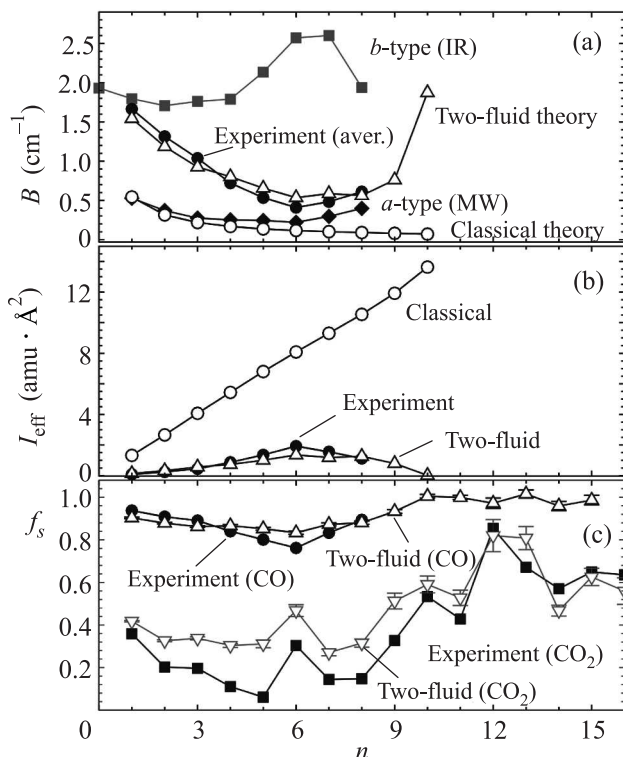 2.5
2.0
1.5
1.0
0.5
0
B (cm⁻¹)
(a)
b-type (IR)
Two-fluid theory
Experiment (aver.)
a-type (MW)
Classical theory
12
8
4
0
I_eff (amu · Å²)
(b)
Classical
Experiment
Two-fluid
1.0
0.8
0.6
0.4
0.2
f_s
(c)
Two-fluid (CO)
Experiment (CO)
Experiment (CO₂)
Two-fluid (CO₂)
0 3 6 9 12 15
n